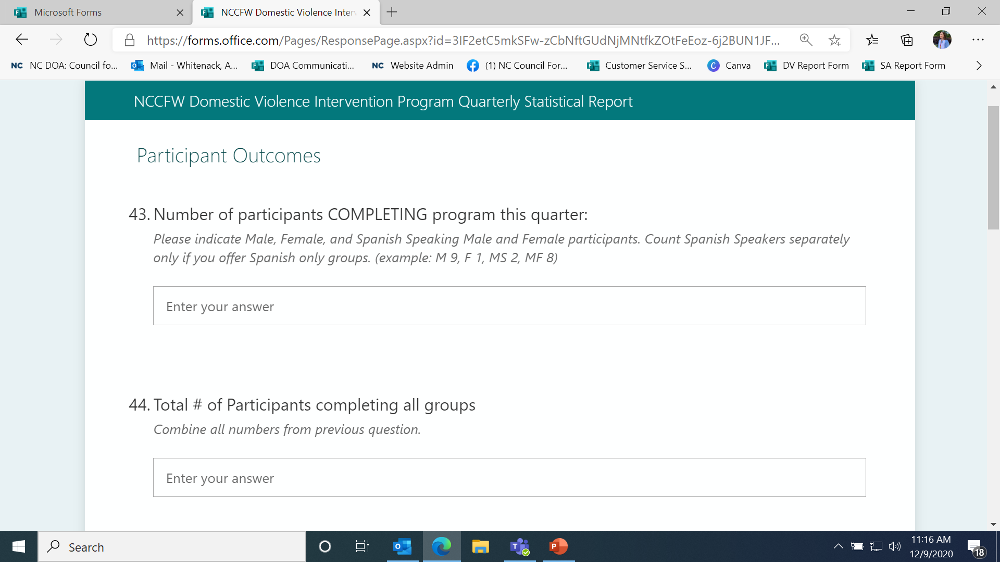 Microsoft Forms
NCCFW Domestic Violence Inter
https://forms.office.com/Pages/ResponsePage.aspx?id=3IF2etC5mkSFw-zCbNftGUdNjMNtfkZOtFeEoz-6j2BUN1JF...
NC NC DOA: Council fo... Mail - Whitenack, A... DOA Communicati... NC Website Admin (1) NC Council For... Customer Service S... Canva DV Report Form SA Report Form
NCCFW Domestic Violence Intervention Program Quarterly Statistical Report
Participant Outcomes
43. Number of participants COMPLETING program this quarter:
Please indicate Male, Female, and Spanish Speaking Male and Female participants. Count Spanish Speakers separately
only if you offer Spanish only groups. (example: M 9, F 1, MS 2, MF 8)
Enter your answer
44. Total # of Participants completing all groups
Combine all numbers from previous question.
Enter your answer
Search
11:16 AM
12/9/2020
18